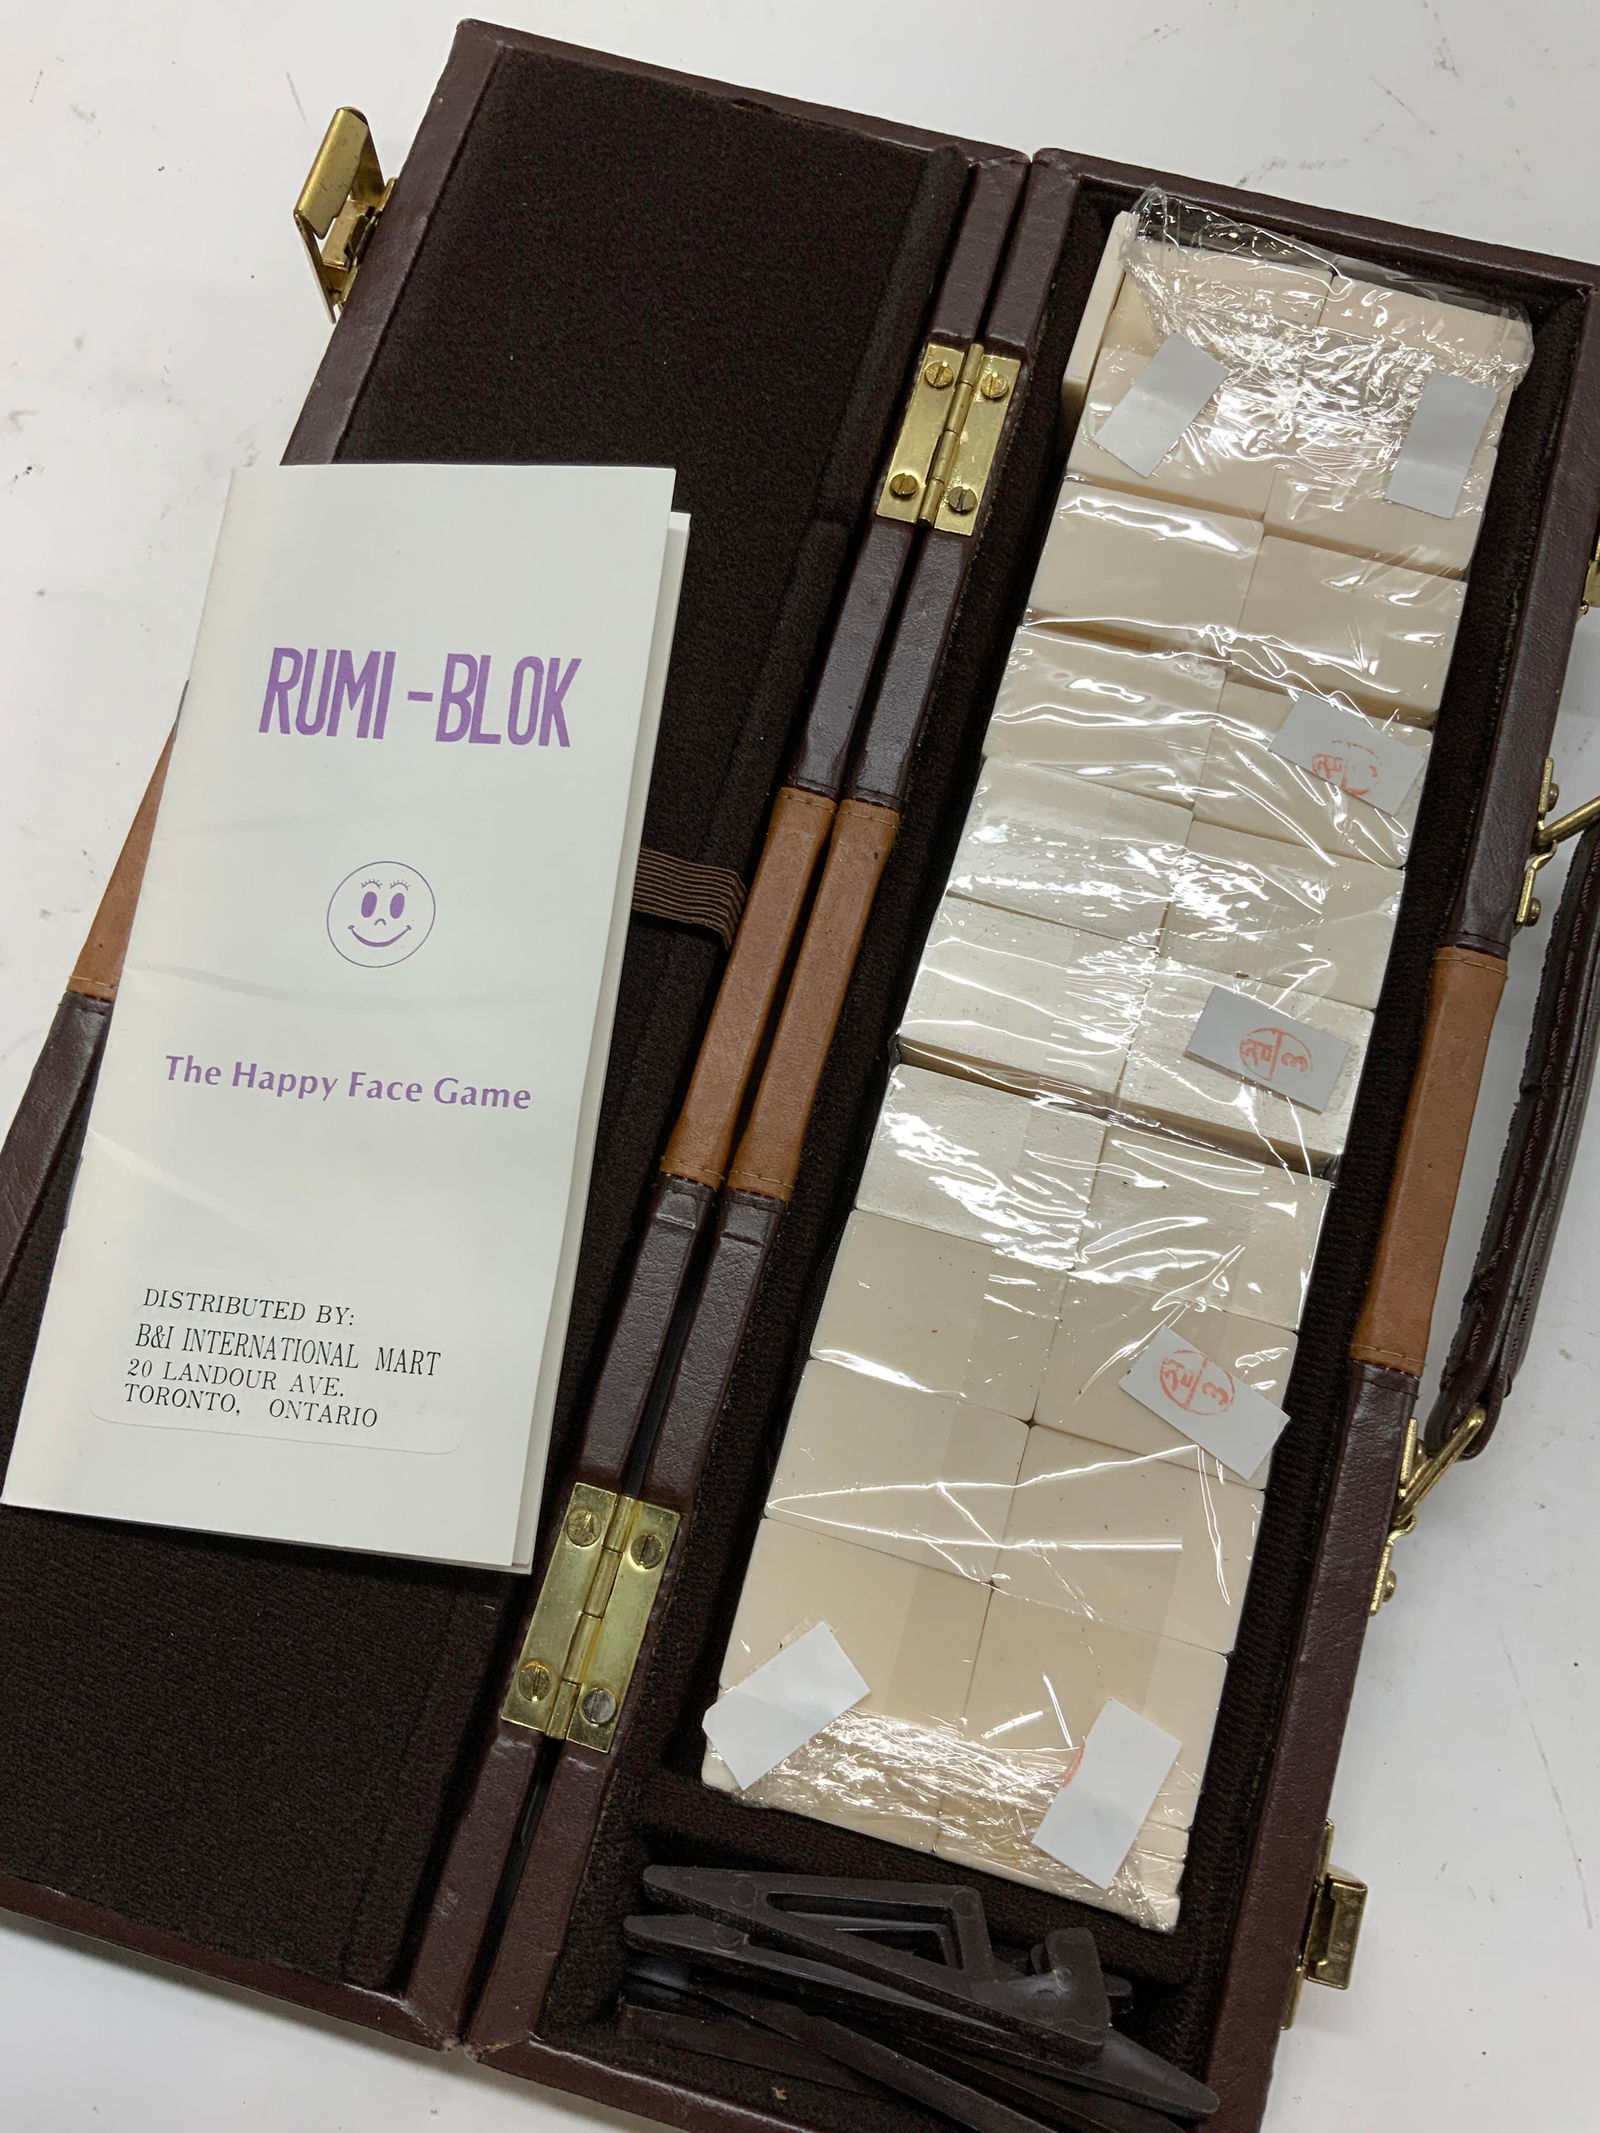 RUMI-BLOK
The Happy Face Game
DISTRIBUTED BY:
B&I INTERNATIONAL MART
20 LANDOUR AVE.
TORONTO, ONTARIO